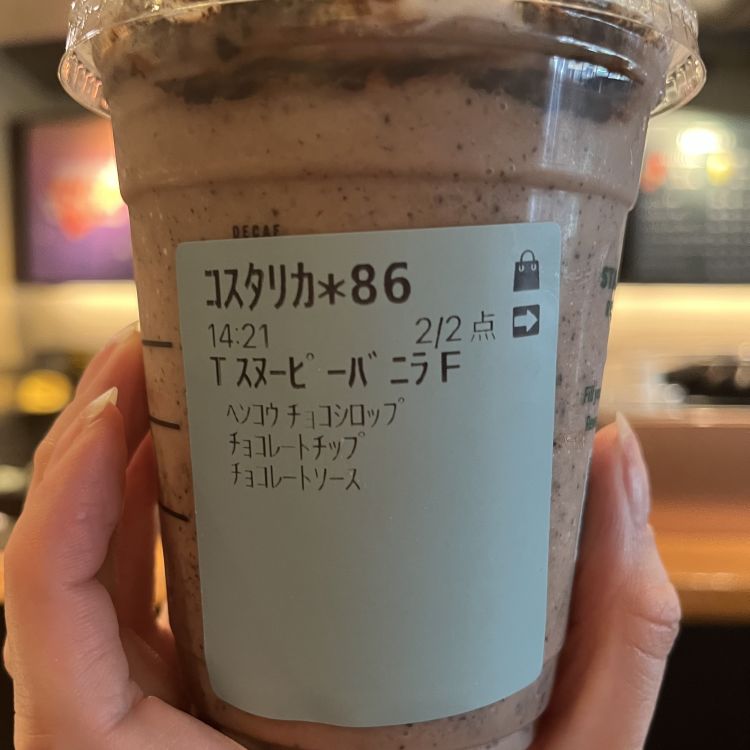 DECAF
コスタリカ*86
14:21 2/2 点
T スヌーピーバニラF
ヘンコウ チョコシロップ
チョコレートチップ
チョコレートソース